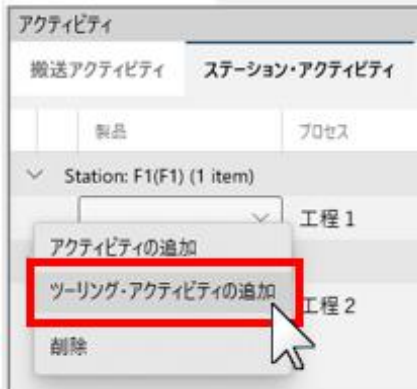 アクティビティ
搬送アクティビティ ステーション・アクティビティ
製品 プロセス
Station: F1(F1) (1 item)
工程 1
アクティビティの追加
ツーリング・アクティビティの追加
工程 2
削除